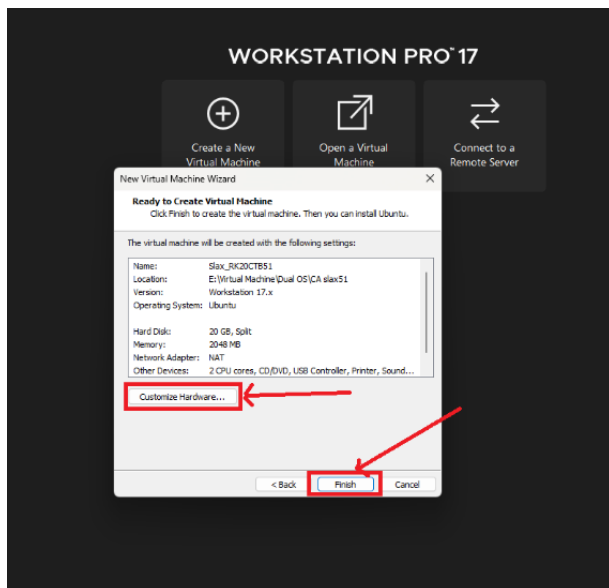 WORKSTATION PRO™ 17
Create a New
Virtual Machine
Open a Virtual
Machine
Connect to a
Remote Server
New Virtual Machine Wizard
Ready to Create Virtual Machine
Click Finish to create the virtual machine. Then you can install Ubuntu.
The virtual machine will be created with the following settings:
Name: Slax_RK20CTB51
Location: E:\Virtual Machine\Dual OS\CA slax51
Version: Workstation 17.x
Operating System: Ubuntu
Hard Disk: 20 GB, Split
Memory: 2048 MB
Network Adapter: NAT
Other Devices: 2 CPU cores, CD/DVD, USB Controller, Printer, Sound...
Customize Hardware...
< Back Finish Cancel